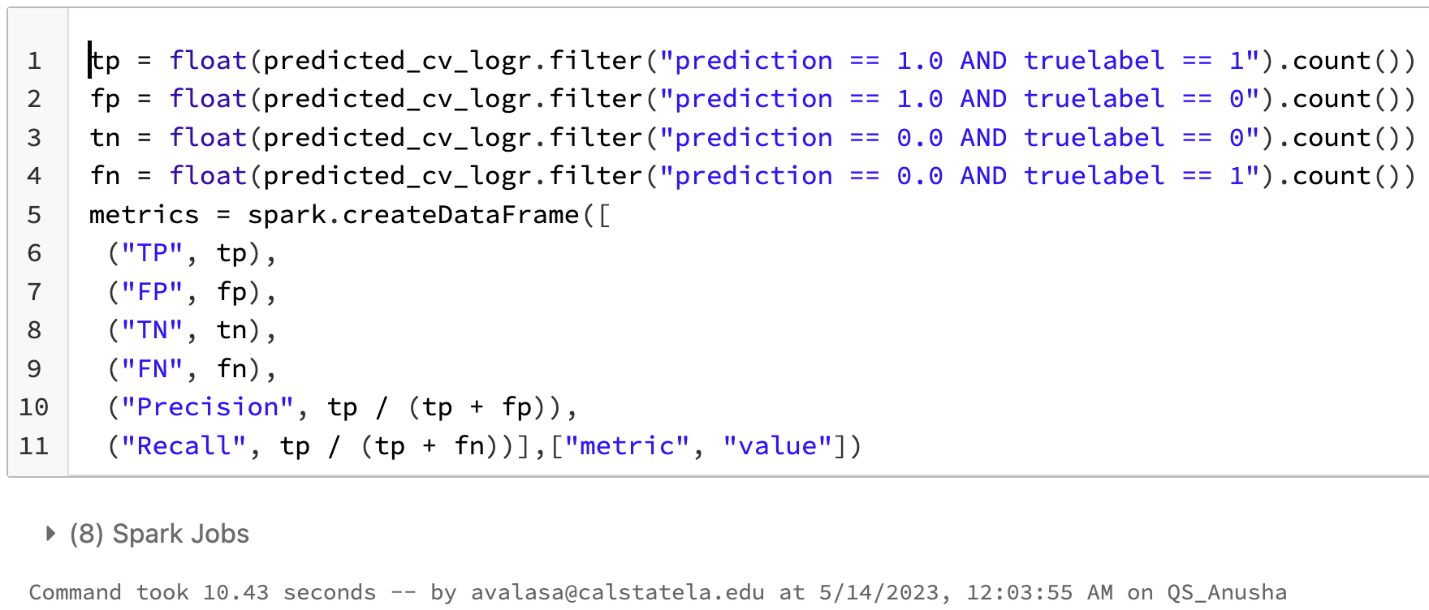 1 tp = float(predicted_cv_logr.filter("prediction == 1.0 AND truelabel == 1").count())
2 fp = float(predicted_cv_logr.filter("prediction == 1.0 AND truelabel == 0").count())
3 tn = float(predicted_cv_logr.filter("prediction == 0.0 AND truelabel == 0").count())
4 fn = float(predicted_cv_logr.filter("prediction == 0.0 AND truelabel == 1").count())
5 metrics = spark.createDataFrame([
6  ("TP", tp),
7  ("FP", fp),
8  ("TN", tn),
9  ("FN", fn),
10  ("Precision", tp / (tp + fp)),
11  ("Recall", tp / (tp + fn))],["metric", "value"])
(8) Spark Jobs
Command took 10.43 seconds -- by avalasa@calstatela.edu at 5/14/2023, 12:03:55 AM on QS_Anusha